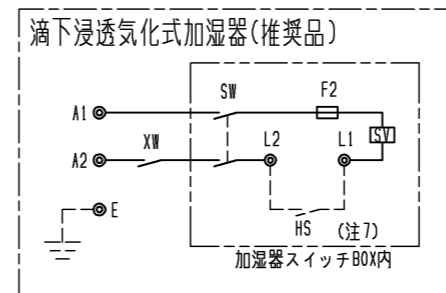 滴下浸透気化式加湿器(推奨品)
SW F2
A1
SV
XW L2 L1
A2
E
HS (注7)
加湿器スイッチBOX内